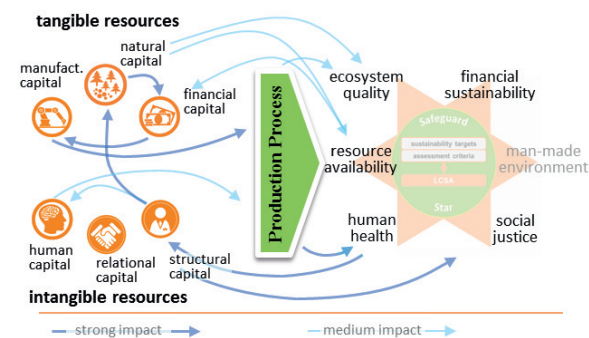 tangible resources
natural
capital
manufact.
capital
financial
capital
Production Process
ecosystem
quality
financial
sustainability
Safeguard
sustainability targets
assessment criteria
LCSA
Star
resource
availability
man-made
environment
human
health
social
justice
human
capital
relational
capital
structural
capital
intangible resources
strong impact
medium impact